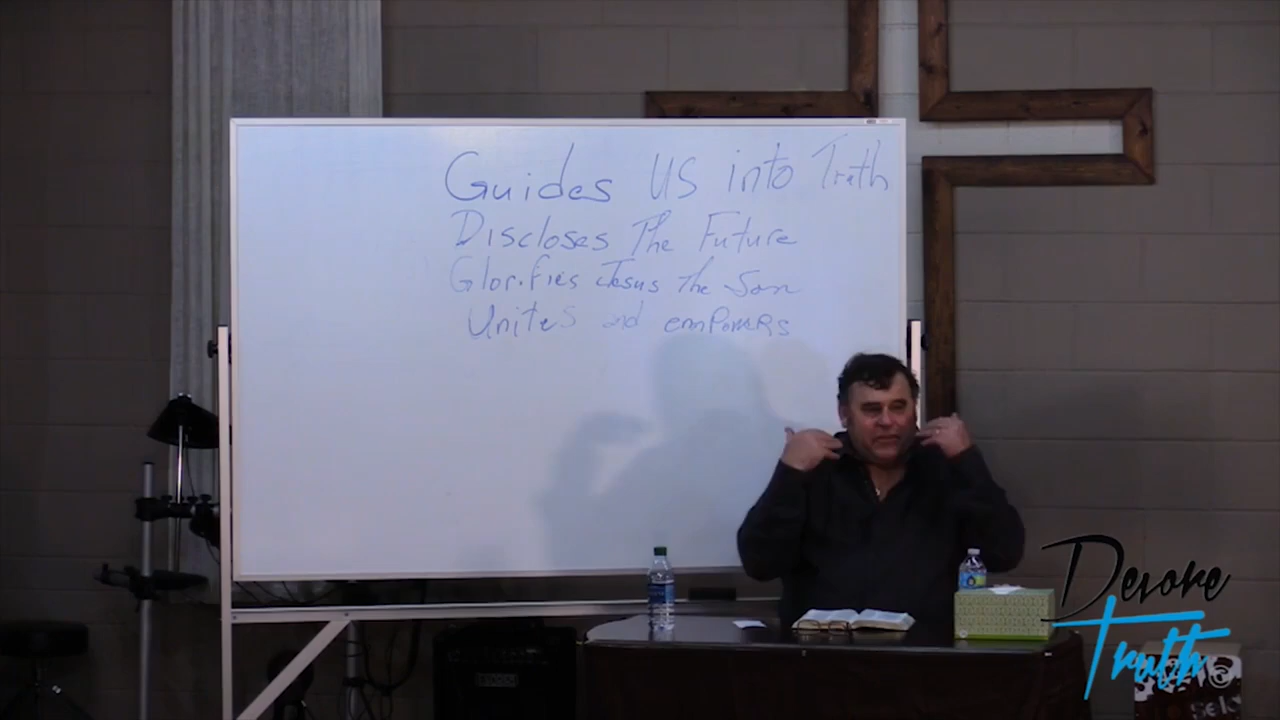 Guides US into Truth
Discloses The Future
Glorifies Jesus The Son
Unites and emPowers
Devore
Truth